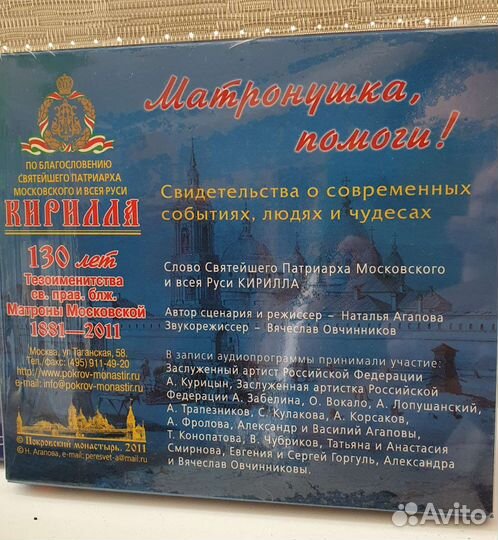 Матронушка,
помоги!
Свидетельства о современных
событиях, людях и чудесах
Слово Святейшего Патриарха Московского
и всея Руси КИРИЛЛА
Автор сценария и режиссер – Наталья Агапова
Звукорежиссер – Вячеслав Овчинников
В записи аудиопрограммы принимали участие:
Заслуженный артист Российской Федерации
А. Курицын, Заслуженная артистка Российской
Федерации А. Забелина, О. Вокало, А. Лопушанский,
А. Трапезников, С. Кулакова, А. Корсаков,
А. Фролова, Александр и Василий Агаповы,
Т. Конопатова, В. Чубриков, Татьяна и Анастасия
Смирнова, Евгения и Сергей Горгуль, Александра
и Вячеслав Овчинниковы.
ПО БЛАГОСЛОВЕНИЮ
СВЯТЕЙШЕГО ПАТРИАРХА
МОСКОВСКОГО И ВСЕЯ РУСИ
КИРИЛЛА
130 лет
Тезоименитства
св. прав. блж.
Матроны Московской
1881–2011
Москва, ул Таганская, 58.
Тел./факс: (495) 911-49-20
http://www.pokrov-monastir.ru
e-mail: info@pokrov-monastir.ru
© Покровский монастырь. 2011
© Н. Агапова, e-mail: peresvet-a@mail.ru
Avito